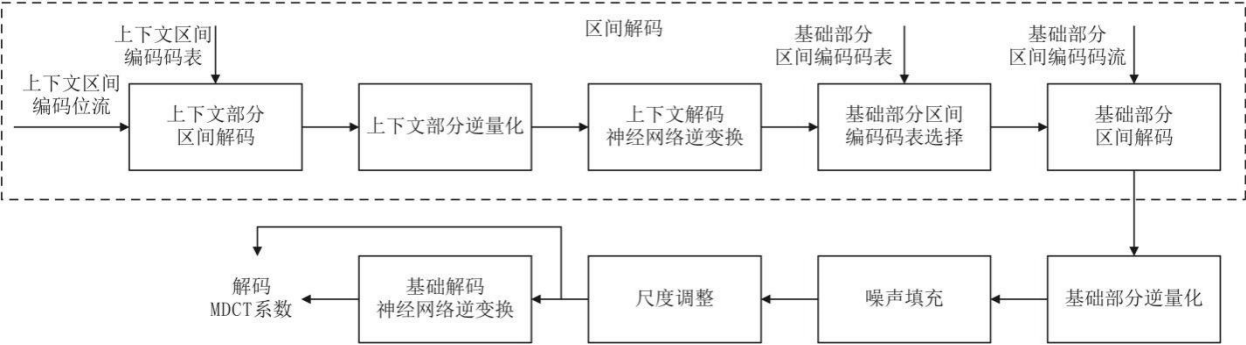 区间解码
上下文区间
编码码表
基础部分
区间编码码表
基础部分
区间编码码流
上下文区间
编码位流
上下文部分
区间解码
上下文部分逆量化
上下文解码
神经网络逆变换
基础部分区间
编码码表选择
基础部分
区间解码
解码
MDCT系数
基础解码
神经网络逆变换
尺度调整
噪声填充
基础部分逆量化